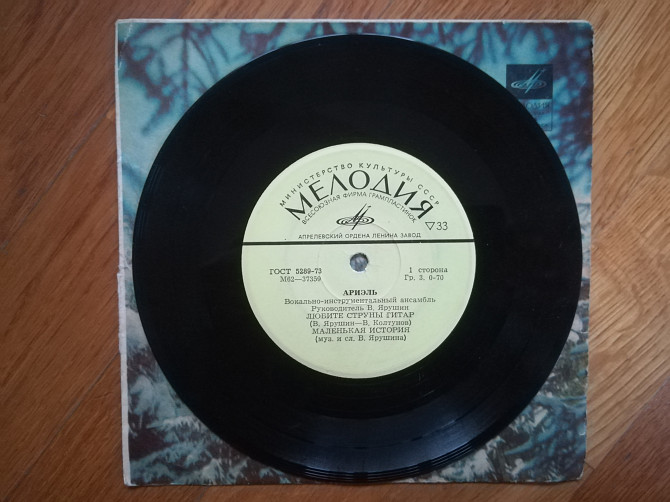 МИНИСТЕРСТВО КУЛЬТУРЫ СССР
МЕЛОДИЯ
ВСЕСОЮЗНАЯ ФИРМА ГРАМПЛАСТИНОК
▽33
АПРЕЛЕВСКИЙ ОРДЕНА ЛЕНИНА ЗАВОД
ГОСТ 5289-73
М62—37359
1 сторона
Гр. 2. 0-70
АРИЭЛЬ
Вокально-инструментальный ансамбль
Руководитель В. Ярушин
ЛЮБИТЕ СТРУНЫ ГИТАР
(В. Ярушин—В. Колтунов)
МАЛЕНЬКАЯ ИСТОРИЯ
(муз. и сл. В. Ярушина)